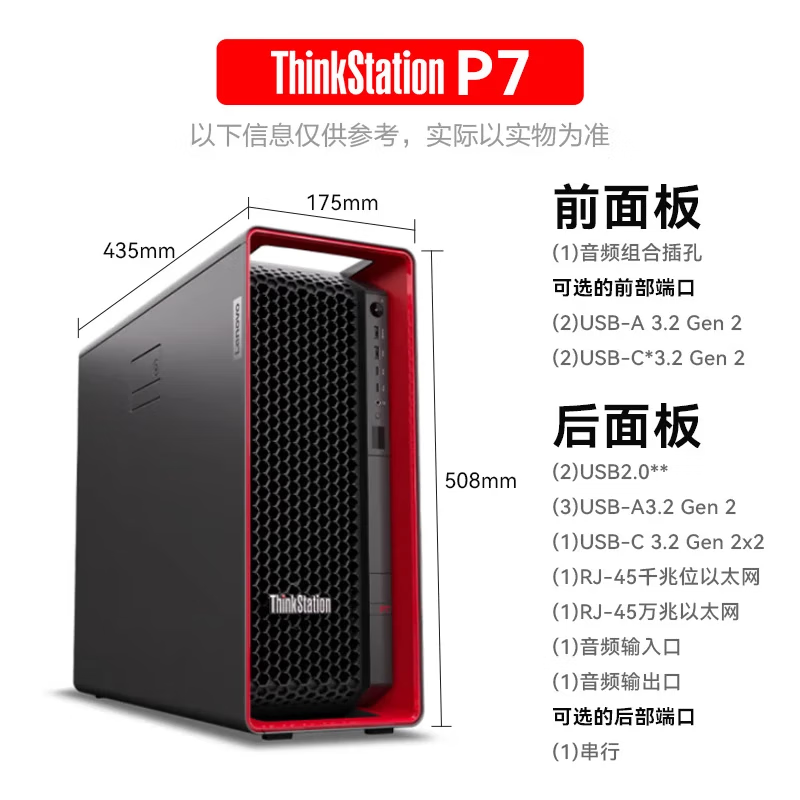 ThinkStation P7
以下信息仅供参考，实际以实物为准
175mm
435mm
508mm
Lenovo
ThinkStation
前面板
(1)音频组合插孔
可选的前部端口
(2)USB-A 3.2 Gen 2
(2)USB-C*3.2 Gen 2
后面板
(2)USB2.0**
(3)USB-A3.2 Gen 2
(1)USB-C 3.2 Gen 2x2
(1)RJ-45千兆位以太网
(1)RJ-45万兆以太网
(1)音频输入口
(1)音频输出口
可选的后部端口
(1)串行